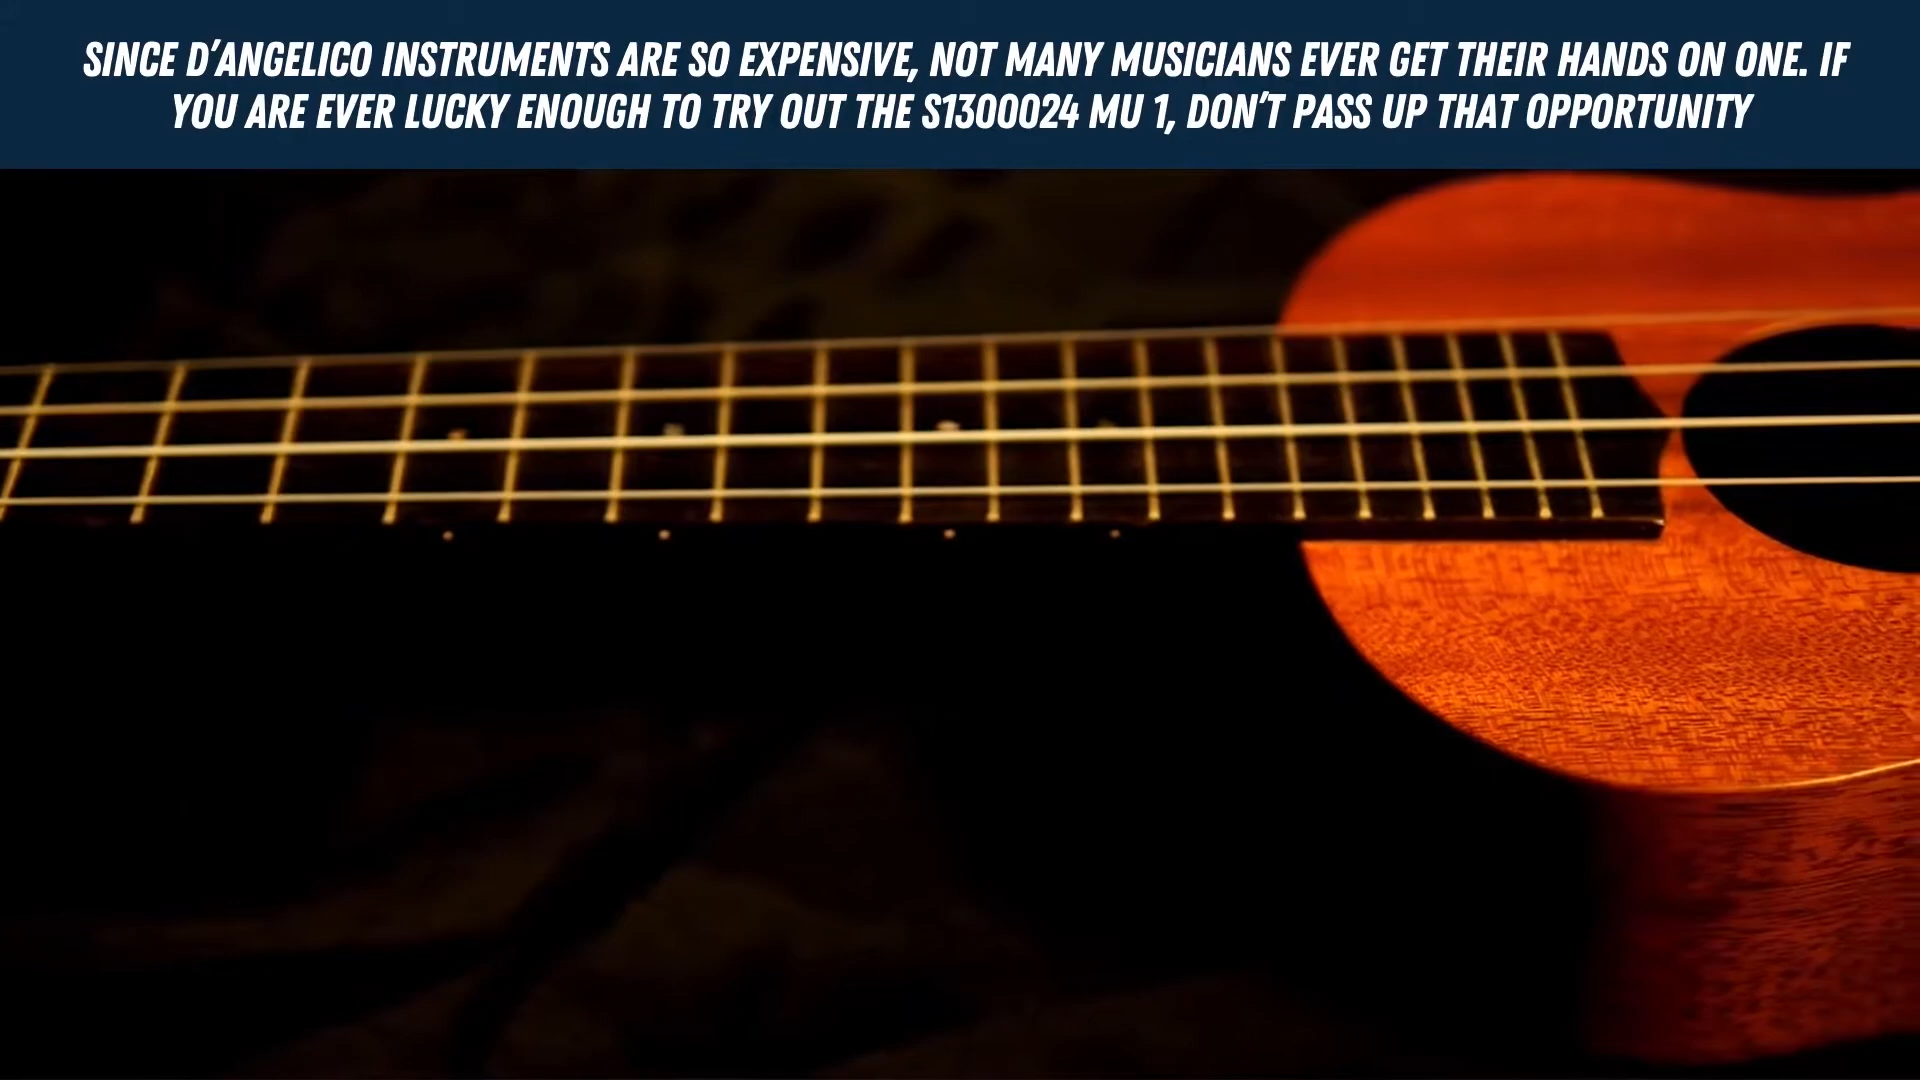 SINCE D'ANGELICO INSTRUMENTS ARE SO EXPENSIVE, NOT MANY MUSICIANS EVER GET THEIR HANDS ON ONE. IF
YOU ARE EVER LUCKY ENOUGH TO TRY OUT THE S1300024 MU 1, DON'T PASS UP THAT OPPORTUNITY